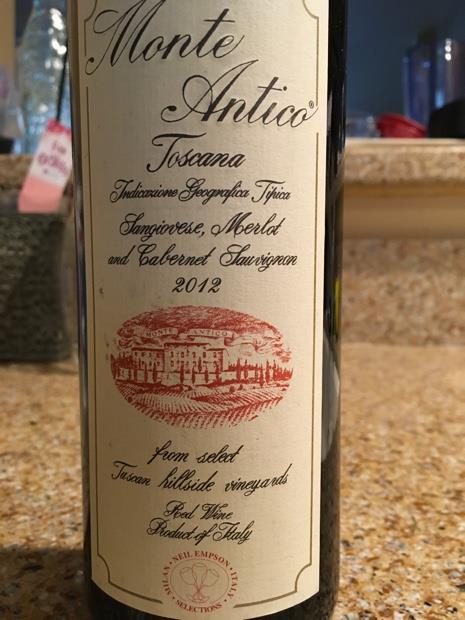 Monte
Antico®
Toscana
Indicazione Geografica Tipica
Sangiovese, Merlot
and Cabernet Sauvignon
2012
MONTE ANTICO
from select
Tuscan hillside vineyards
Red Wine
Product of Italy
MILAN • NEIL EMPSON • ITALY
SELECTIONS